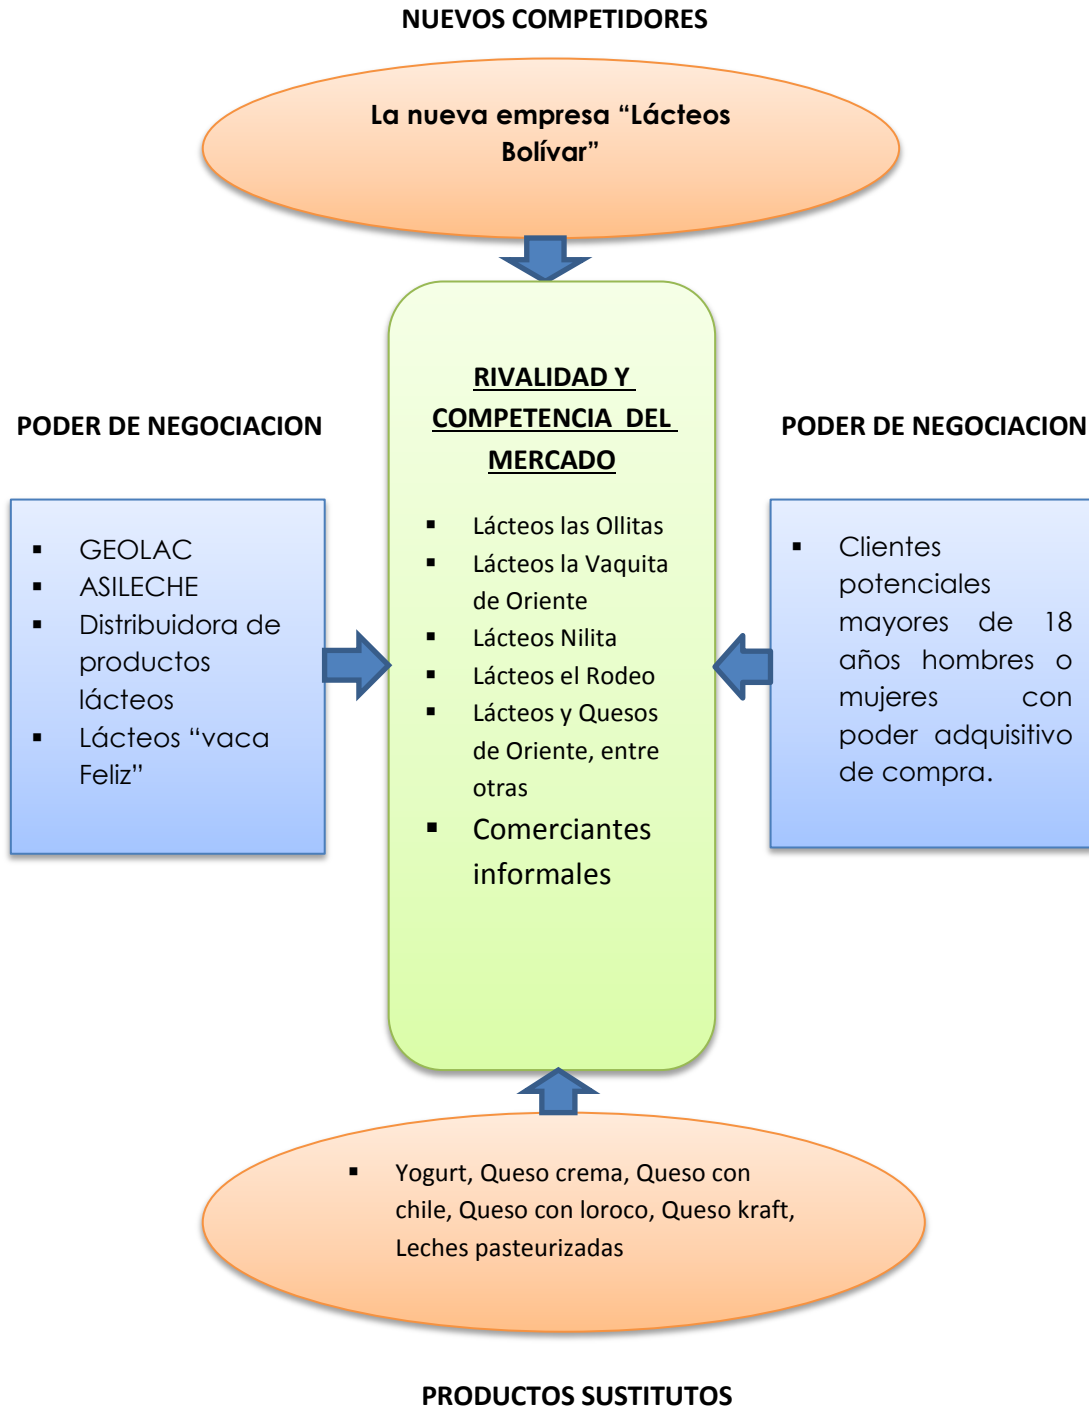 NUEVOS COMPETIDORES
La nueva empresa “Lácteos
Bolívar”
RIVALIDAD Y
COMPETENCIA DEL
MERCADO
▪ Lácteos las Ollitas
▪ Lácteos la Vaquita
de Oriente
▪ Lácteos Nilita
▪ Lácteos el Rodeo
▪ Lácteos y Quesos
de Oriente, entre
otras
▪ Comerciantes
informales
PODER DE NEGOCIACION
▪ GEOLAC
▪ ASILECHE
▪ Distribuidora de
productos
lácteos
▪ Lácteos “vaca
Feliz”
PODER DE NEGOCIACION
▪ Clientes
potenciales
mayores de 18
años hombres o
mujeres con
poder adquisitivo
de compra.
▪ Yogurt, Queso crema, Queso con
chile, Queso con loroco, Queso kraft,
Leches pasteurizadas
PRODUCTOS SUSTITUTOS